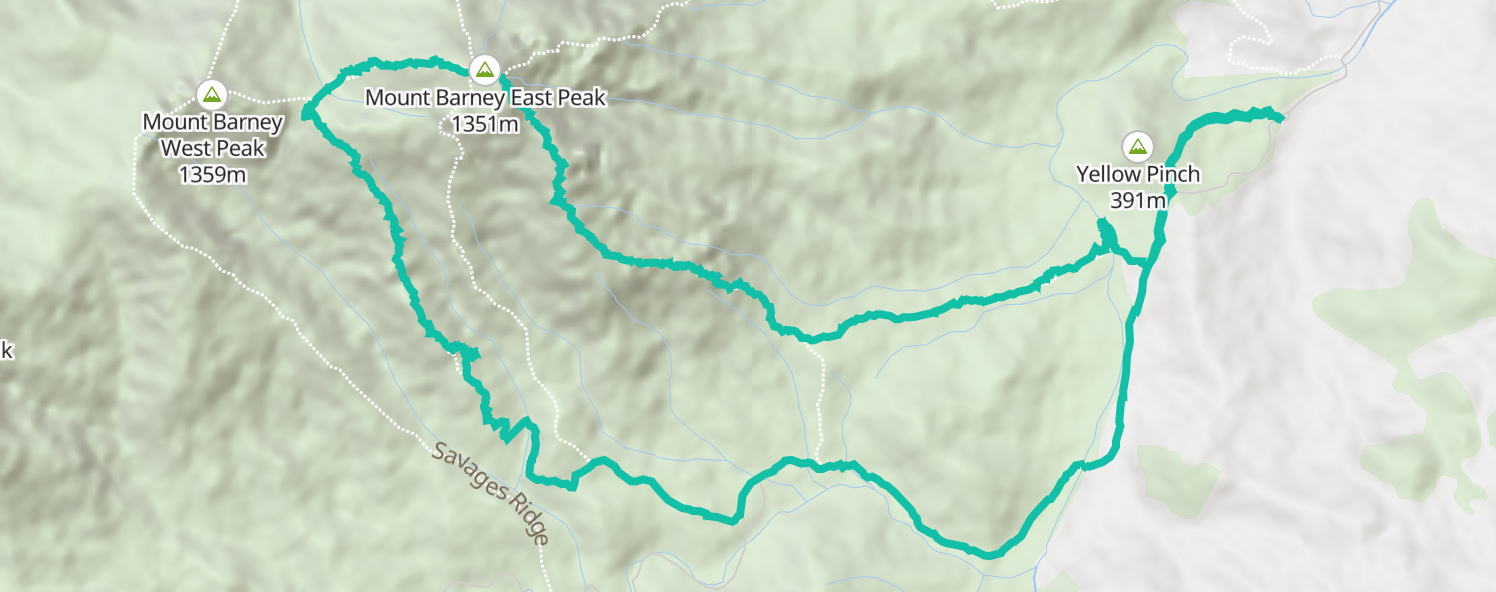 Mount Barney East Peak
1351m
Mount Barney
West Peak
1359m
Yellow Pinch
391m
k
Savages Ridge